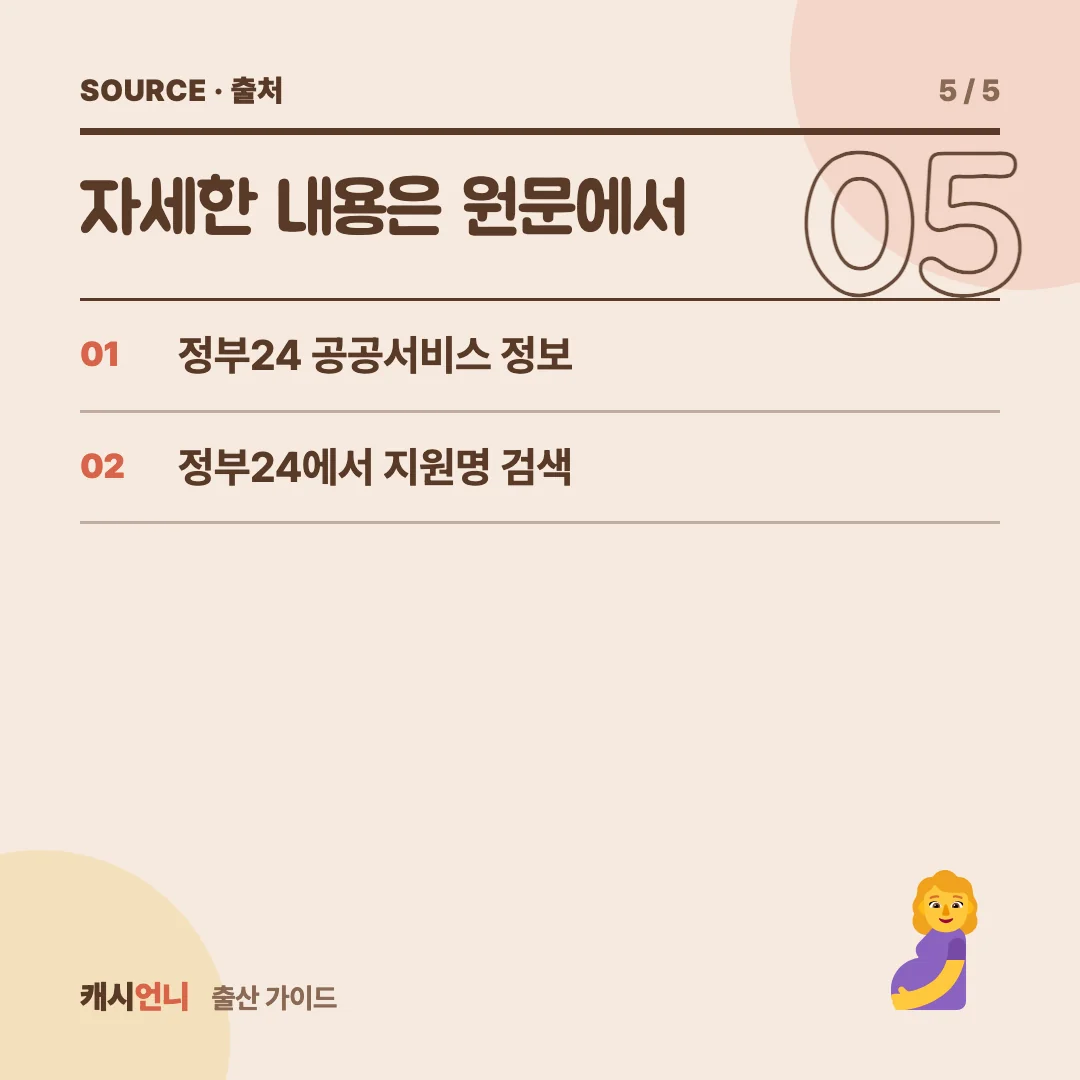 SOURCE · 출처
5 / 5
자세한 내용은 원문에서
05
01 정부24 공공서비스 정보
02 정부24에서 지원명 검색
캐시언니 출산 가이드